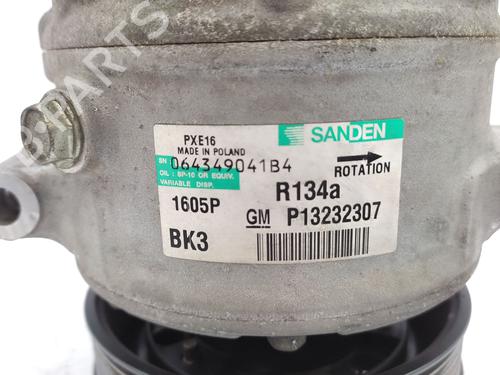 PXE16
MADE IN POLAND
SANDEN
SN 064349041B4
OIL : SP-10 OR EQUIV.
VARIABLE DISP.
ROTATION
R134a
1605P
GM P13232307
BK3